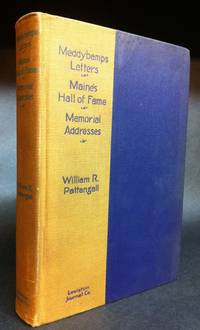 Meddybemps
Letters
Maine's
Hall of Fame
Memorial
Addresses
William R.
Pattangall
Lewiston
Journal Co.